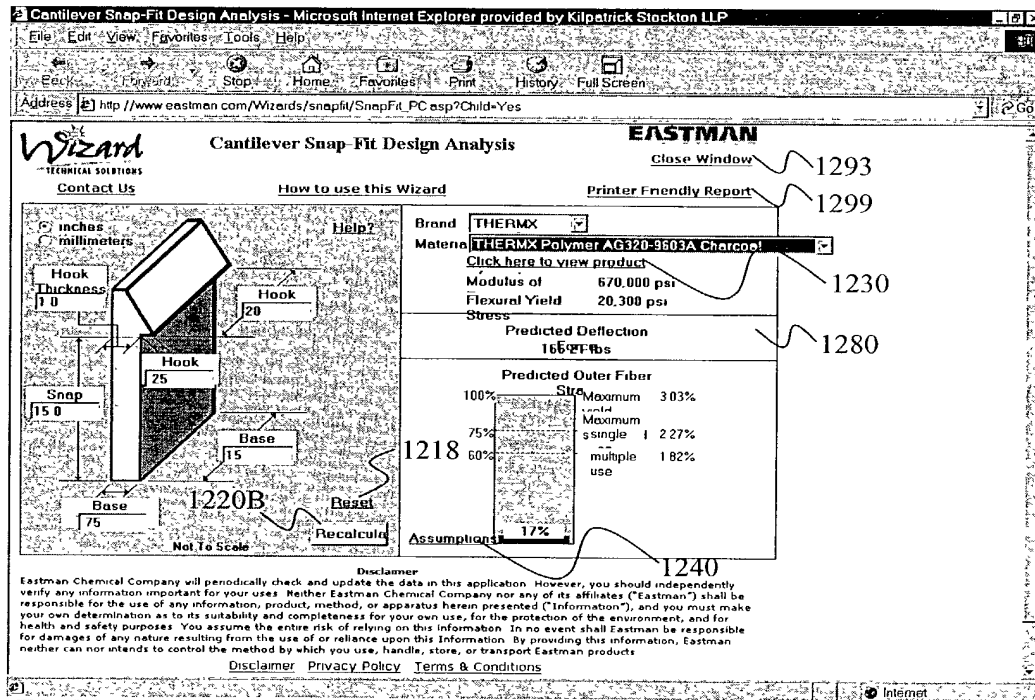 Cantilever Snap-Fit Design Analysis - Microsoft Internet Explorer provided by Kilpatrick Stockton LLP
File Edit View Favorites Tools Help
Back Forward Stop Home Favorites Print History Full Screen
Address http://www.eastman.com/Wizards/snapfit/SnapFit_PC.asp?Child=Yes Go
Wizard
TECHNICAL SOLUTIONS
Cantilever Snap-Fit Design Analysis
EASTMAN
Close Window 1293
Contact Us How to use this Wizard Printer Friendly Report 1299
inches
millimeters
Help?
Hook
Thickness
1 0
Hook
20
Hook
25
Snap
15 0
Base
15
Base
75
1220B
1218
Reset
Recalcula
Not To Scale
Brand THERMX
Materia THERMX Polymer AG320-9603A Charcoal
Click here to view product
1230
Modulus of 670,000 psi
Flexural Yield 20,300 psi
Stress
Predicted Deflection
1280
lbs
Predicted Outer Fiber
Stra
100% Maximum 3 03%
Maximum
75% single 2 27%
60% multiple 1 82%
use
17%
Assumptions
1240
Disclaimer
Eastman Chemical Company will periodically check and update the data in this application However, you should independently
verify any information important for your uses Neither Eastman Chemical Company nor any of its affiliates ("Eastman") shall be
responsible for the use of any information, product, method, or apparatus herein presented ("Information"), and you must make
your own determination as to its suitability and completeness for your own use, for the protection of the environment, and for
health and safety purposes You assume the entire risk of relying on this Information In no event shall Eastman be responsible
for damages of any nature resulting from the use of or reliance upon this Information By providing this information, Eastman
neither can nor intends to control the method by which you use, handle, store, or transport Eastman products
Disclaimer Privacy Policy Terms & Conditions
Internet